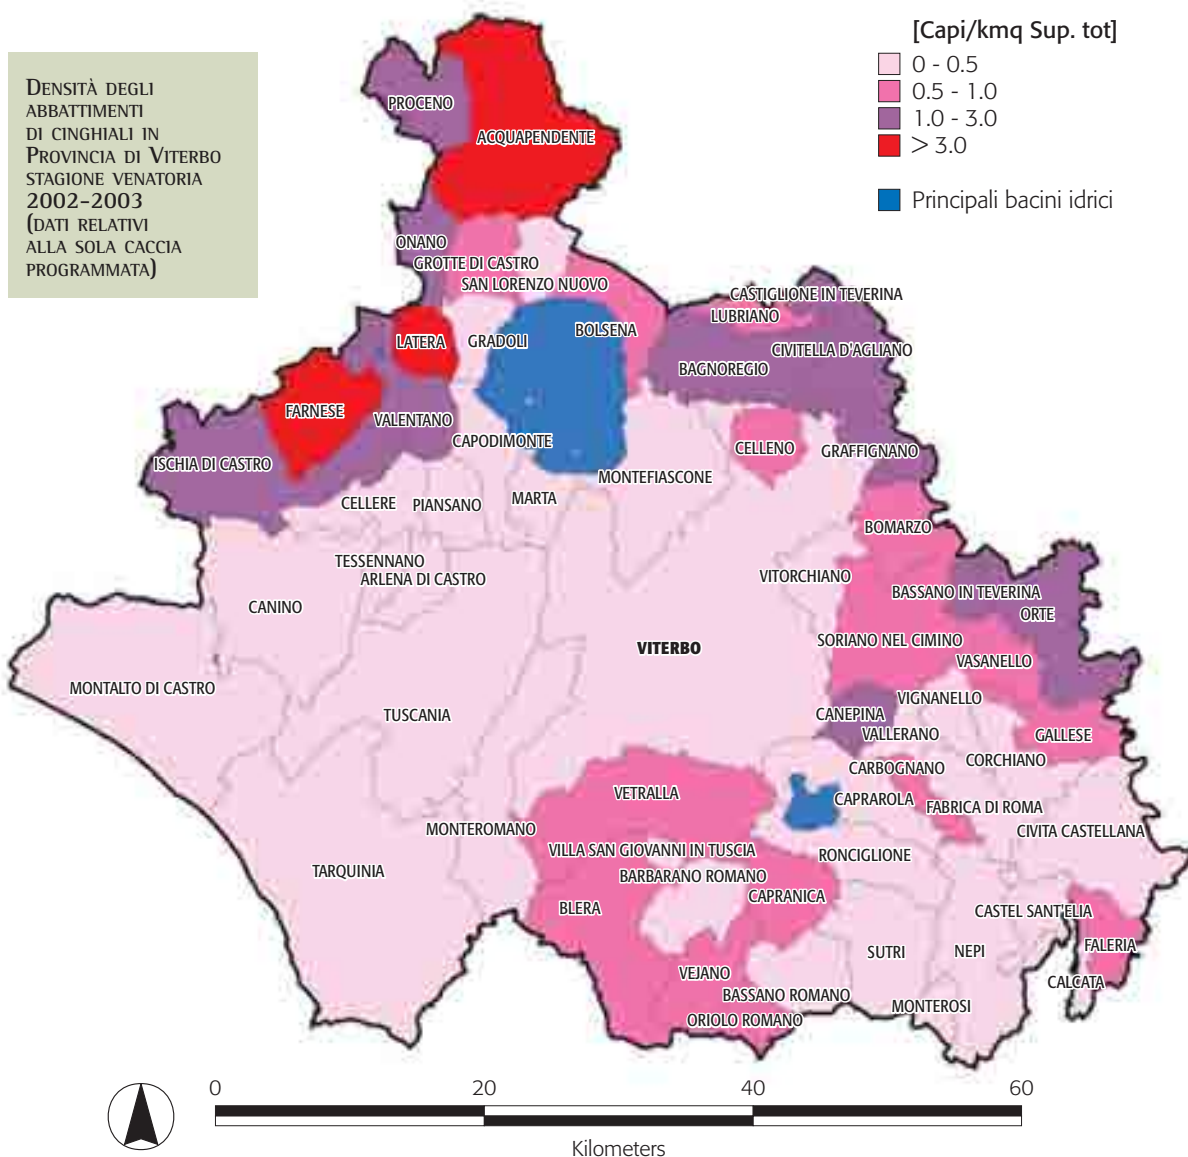 DENSITÀ DEGLI
ABBATTIMENTI
DI CINGHIALI IN
PROVINCIA DI VITERBO
STAGIONE VENATORIA
2002-2003
(DATI RELATIVI
ALLA SOLA CACCIA
PROGRAMMATA)
[Capi/kmq Sup. tot]
0 - 0.5
0.5 - 1.0
1.0 - 3.0
> 3.0
Principali bacini idrici
PROCENO
ACQUAPENDENTE
ONANO
GROTTE DI CASTRO
SAN LORENZO NUOVO
CASTIGLIONE IN TEVERINA
LUBRIANO
BOLSENA
LATERA
GRADOLI
CIVITELLA D'AGLIANO
BAGNOREGIO
FARNESE
VALENTANO
CAPODIMONTE
CELLENO
GRAFFIGNANO
ISCHIA DI CASTRO
MONTEFIASCONE
CELLERE
PIANSANO
MARTA
BOMARZO
TESSENNANO
ARLENA DI CASTRO
VITORCHIANO
BASSANO IN TEVERINA
CANINO
ORTE
SORIANO NEL CIMINO
VITERBO
VASANELLO
MONTALTO DI CASTRO
VIGNANELLO
TUSCANIA
CANEPINA
VALLERANO
GALLESE
CORCHIANO
CARBOGNANO
VETRALLA
CAPRAROLA
FABRICA DI ROMA
MONTEROMANO
CIVITA CASTELLANA
VILLA SAN GIOVANNI IN TUSCIA
RONCIGLIONE
TARQUINIA
BARBARANO ROMANO
CAPRANICA
BLERA
CASTEL SANT'ELIA
FALERIA
SUTRI
NEPI
VEJANO
CALCATA
BASSANO ROMANO
MONTEROSI
ORIOLO ROMANO
0
20
40
60
Kilometers